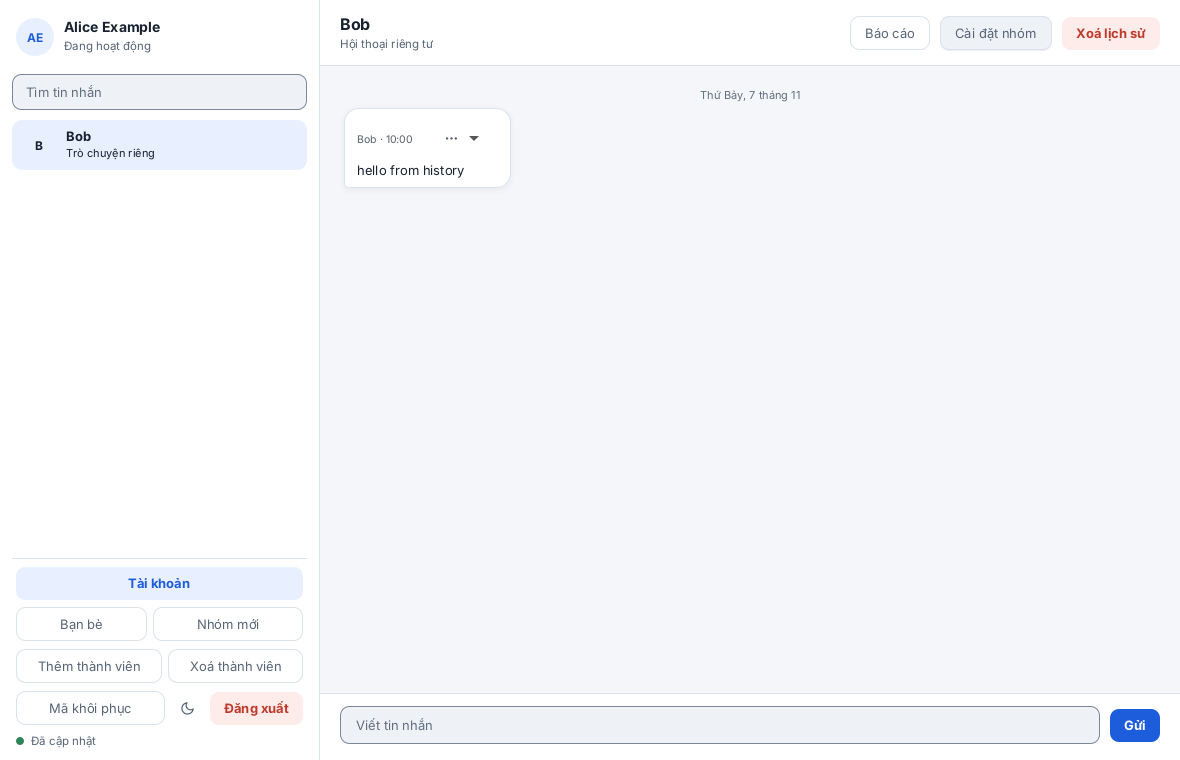 AE
Alice Example
Đang hoạt động
Tìm tin nhắn
B
Bob
Trò chuyện riêng
Tài khoản
Bạn bè
Nhóm mới
Thêm thành viên
Xoá thành viên
Mã khôi phục
Đăng xuất
Đã cập nhật
Bob
Hội thoại riêng tư
Báo cáo
Cài đặt nhóm
Xoá lịch sử
Thứ Bảy, 7 tháng 11
Bob · 10:00
hello from history
Viết tin nhắn
Gửi